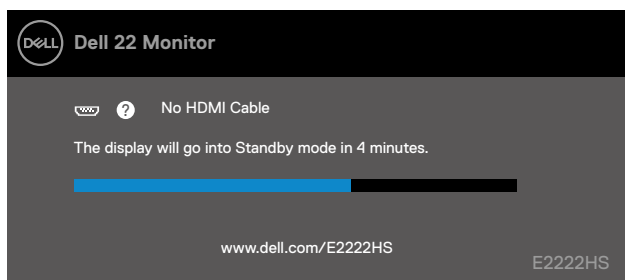 DELL
Dell 22 Monitor
? No HDMI Cable
The display will go into Standby mode in 4 minutes.
www.dell.com/E2222HS
E2222HS